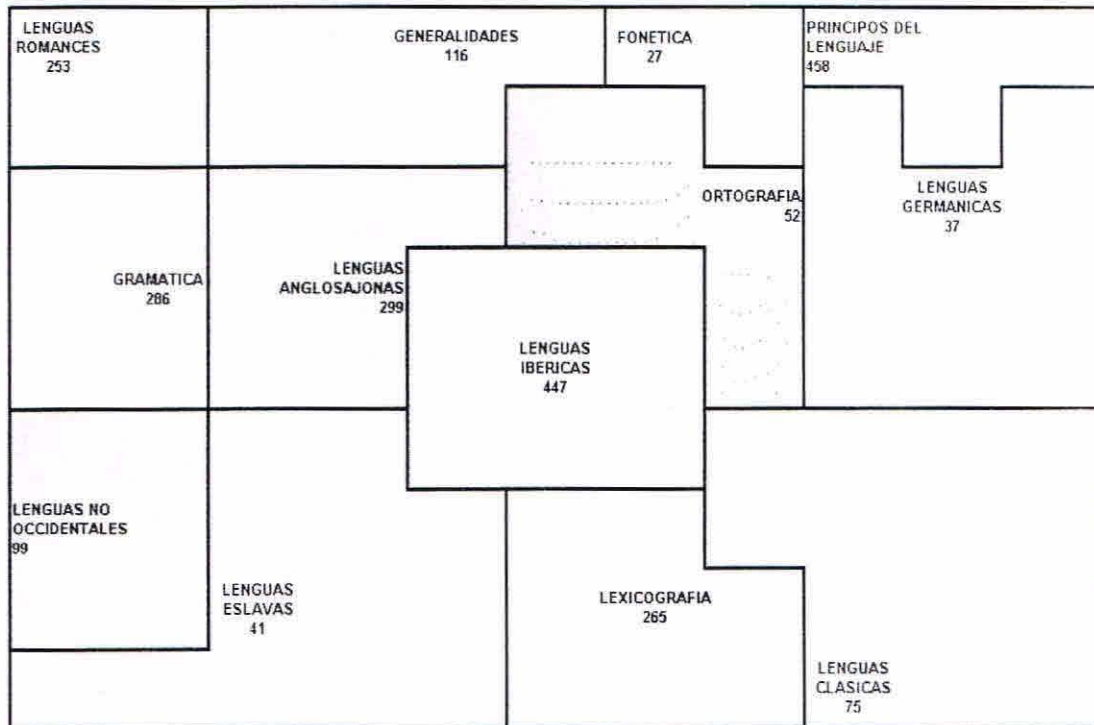 LENGUAS
ROMANCES
253
GENERALIDADES
116
FONETICA
27
PRINCIPOS DEL
LENGUAJE
458
ORTOGRAFIA
52
LENGUAS
GERMANICAS
37
GRAMATICA
286
LENGUAS
ANGLOSAJONAS
299
LENGUAS
IBERICAS
447
LENGUAS NO
OCCIDENTALES
99
LENGUAS
ESLAVAS
41
LEXICOGRAFIA
265
LENGUAS
CLASICAS
75